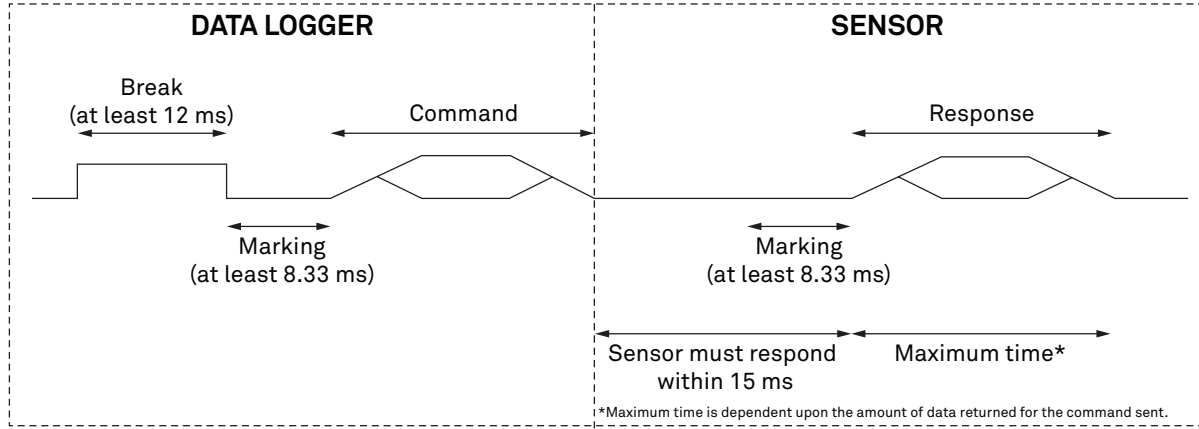 DATA LOGGER
Break
(at least 12 ms)
Command
Marking
(at least 8.33 ms)
SENSOR
Response
Marking
(at least 8.33 ms)
Sensor must respond
within 15 ms
Maximum time*
*Maximum time is dependent upon the amount of data returned for the command sent.